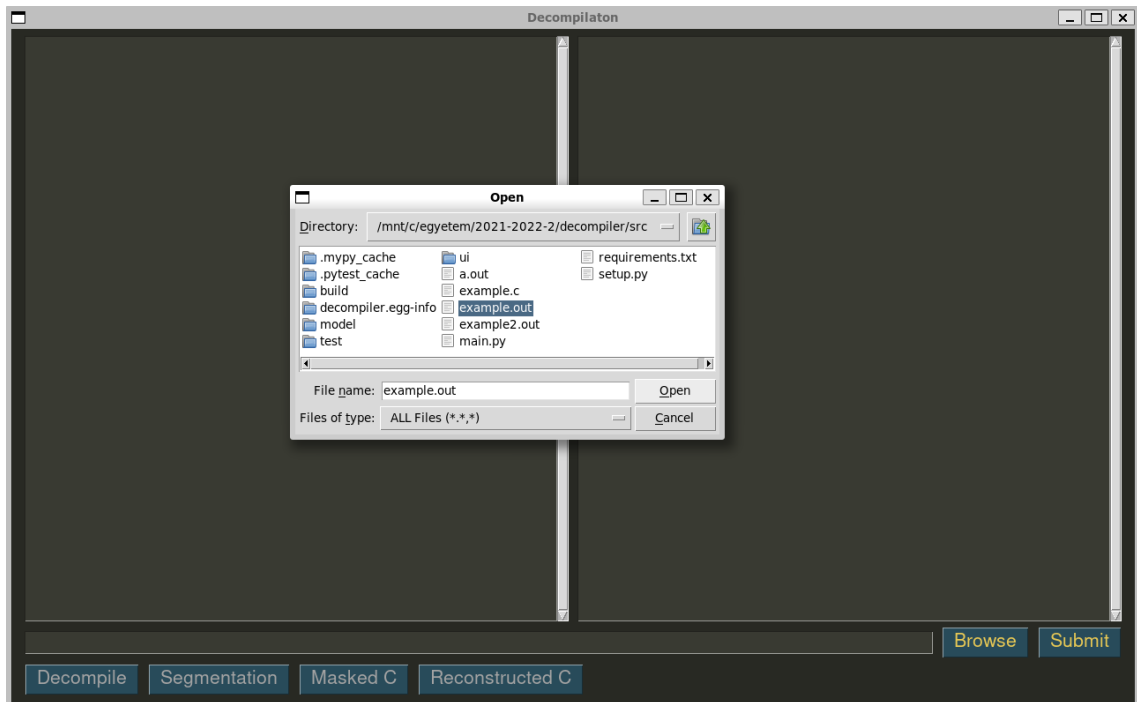 Decompilaton
Open
Directory: /mnt/c/egyetem/2021-2022-2/decompiler/src
.mypy_cache ui requirements.txt
.pytest_cache a.out setup.py
build example.c
decompiler.egg-info example.out
model example2.out
test main.py
File name: example.out Open
Files of type: ALL Files (*.*,*) Cancel
Browse Submit
Decompile Segmentation Masked C Reconstructed C